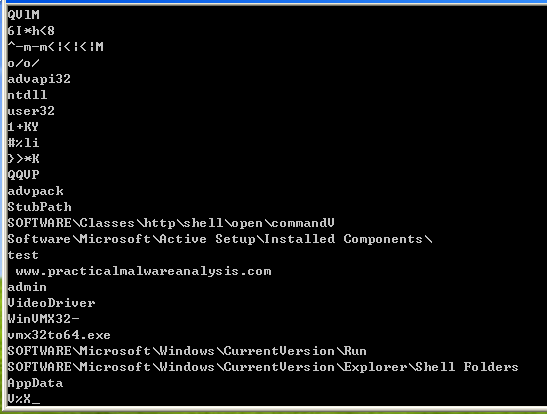 QVlM
6I*h<8
^-m-m<|<|<|M
o/o/
advapi32
ntdll
user32
1+KY
#%li
}>*K
QQVP
advpack
StubPath
SOFTWARE\Classes\http\shell\open\commandV
Software\Microsoft\Active Setup\Installed Components\
test
www.practicalmalwareanalysis.com
admin
VideoDriver
WinVMX32-
vmx32to64.exe
SOFTWARE\Microsoft\Windows\CurrentVersion\Run
SOFTWARE\Microsoft\Windows\CurrentVersion\Explorer\Shell Folders
AppData
V%X_